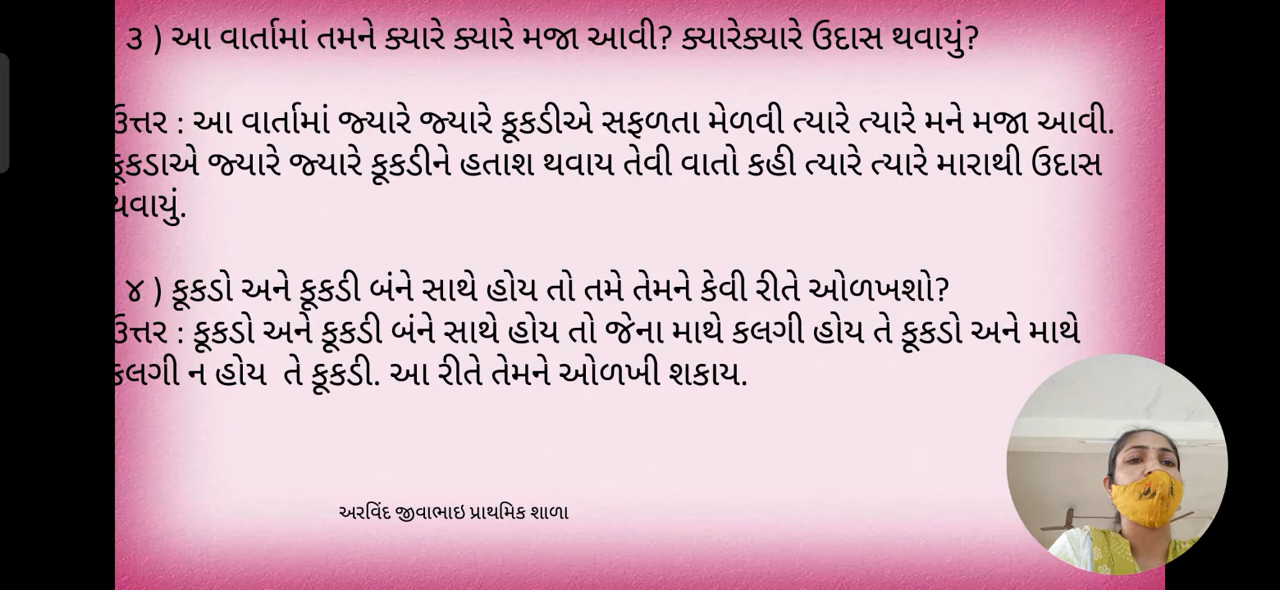 ૩ ) આ વાર્તામાં તમને ક્યારે ક્યારે મજા આવી? ક્યારેક્યારે ઉદાસ થવાયું?
ઉત્તર : આ વાર્તામાં જ્યારે જ્યારે કૂકડીએ સફળતા મેળવી ત્યારે ત્યારે મને મજા આવી.
કૂકડાએ જ્યારે જ્યારે કૂકડીને હતાશ થવાય તેવી વાતો કહી ત્યારે ત્યારે મારાથી ઉદાસ
થવાયું.
૪ ) કૂકડો અને કૂકડી બંને સાથે હોય તો તમે તેમને કેવી રીતે ઓળખશો?
ઉત્તર : કૂકડો અને કૂકડી બંને સાથે હોય તો જેના માથે કલગી હોય તે કૂકડો અને માથે
કલગી ન હોય તે કૂકડી. આ રીતે તેમને ઓળખી શકાય.
અરવિંદ જીવાભાઇ પ્રાથમિક શાળા